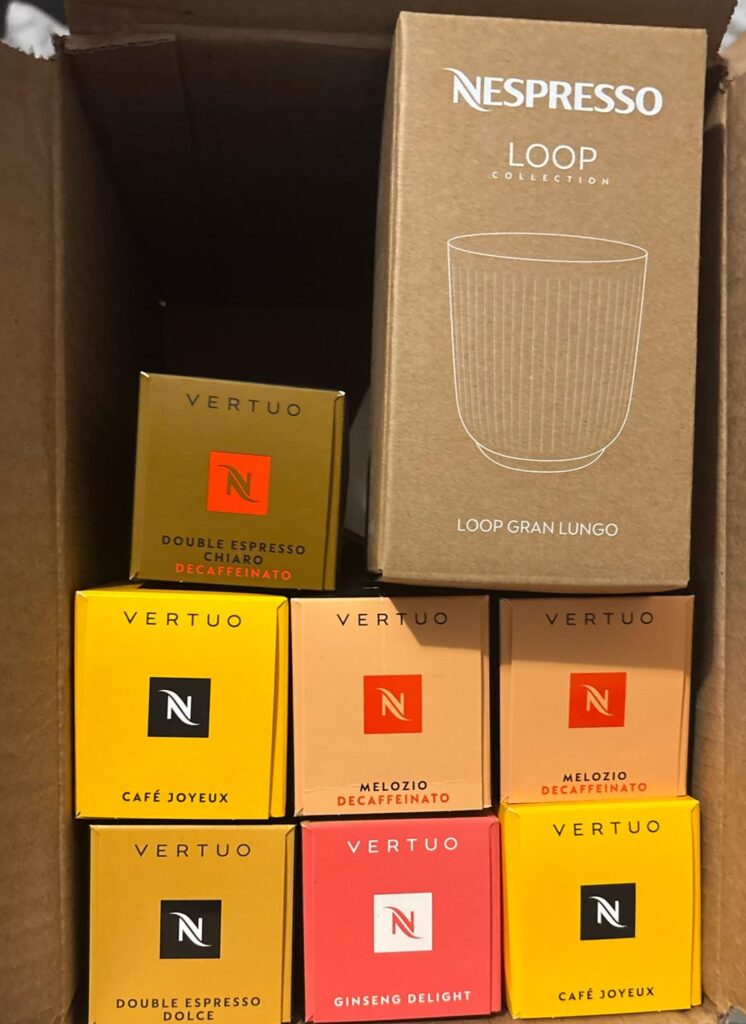 NESPRESSO
LOOP
COLLECTION
LOOP GRAN LUNGO
VERTUO
N
DOUBLE ESPRESSO
CHIARO
DECAFFEINATO
VERTUO
N
CAFÉ JOYEUX
VERTUO
N
MELOZIO
DECAFFEINATO
VERTUO
N
MELOZIO
DECAFFEINATO
VERTUO
N
DOUBLE ESPRESSO
DOLCE
VERTUO
N
GINSENG DELIGHT
VERTUO
N
CAFÉ JOYEUX